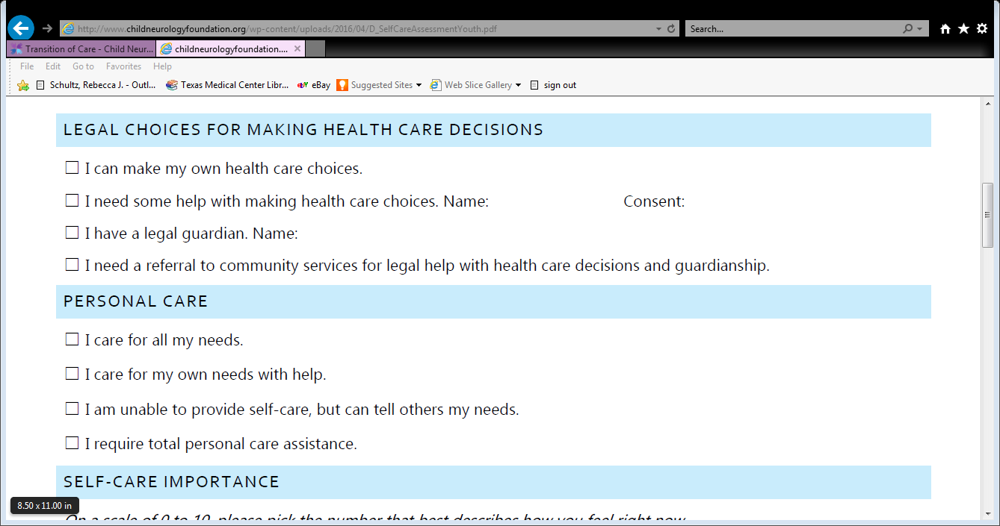 http://www.childneurologyfoundation.org/wp-content/uploads/2016/04/D_SelfCareAssessmentYouth.pdf
Search...
Transition of Care - Child Neur...
childneurologyfoundation....
File Edit Go to Favorites Help
Schultz, Rebecca J. - Outl... Texas Medical Center Libr... eBay Suggested Sites Web Slice Gallery sign out
LEGAL CHOICES FOR MAKING HEALTH CARE DECISIONS
I can make my own health care choices.
I need some help with making health care choices. Name: Consent:
I have a legal guardian. Name:
I need a referral to community services for legal help with health care decisions and guardianship.
PERSONAL CARE
I care for all my needs.
I care for my own needs with help.
I am unable to provide self-care, but can tell others my needs.
I require total personal care assistance.
SELF-CARE IMPORTANCE
8.50 x 11.00 in
On a scale of 0 to 10, please pick the number that best describes how you feel right now